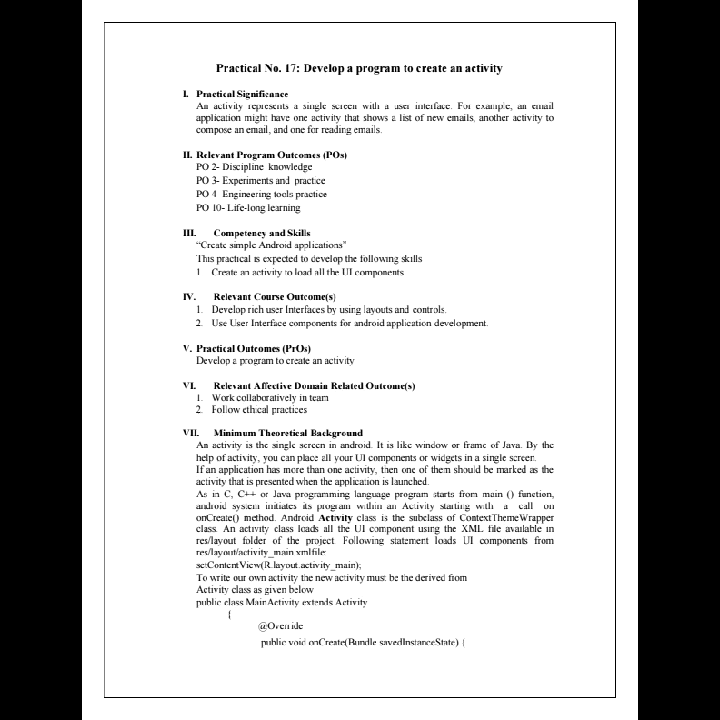 Practical No. 17: Develop a program to create an activity
I. Practical Significance
An activity represents a single screen with a user interface. For example, an email
application might have one activity that shows a list of new emails, another activity to
compose an email, and one for reading emails.
II. Relevant Program Outcomes (POs)
PO 2- Discipline knowledge
PO 3- Experiments and practice
PO 4- Engineering tools practice
PO 10- Life-long learning
III. Competency and Skills
“Create simple Android applications”
This practical is expected to develop the following skills
1. Create an activity to load all the UI components
IV. Relevant Course Outcome(s)
1. Develop rich user Interfaces by using layouts and controls.
2. Use User Interface components for android application development.
V. Practical Outcomes (PrOs)
Develop a program to create an activity
VI. Relevant Affective Domain Related Outcome(s)
1. Work collaboratively in team
2. Follow ethical practices
VII. Minimum Theoretical Background
An activity is the single screen in android. It is like window or frame of Java. By the
help of activity, you can place all your UI components or widgets in a single screen.
If an application has more than one activity, then one of them should be marked as the
activity that is presented when the application is launched.
As in C, C++ or Java programming language program starts from main () function,
android system initiates its program within an Activity starting with a call on
onCreate() method. Android Activity class is the subclass of ContextThemeWrapper
class. An activity class loads all the UI component using the XML file available in
res/layout folder of the project. Following statement loads UI components from
res/layout/activity_main.xmlfile:
setContentView(R.layout.activity_main);
To write our own activity the new activity must be the derived from
Activity class as given below
public class MainActivity extends Activity
{
@Override
public void onCreate(Bundle savedInstanceState) {